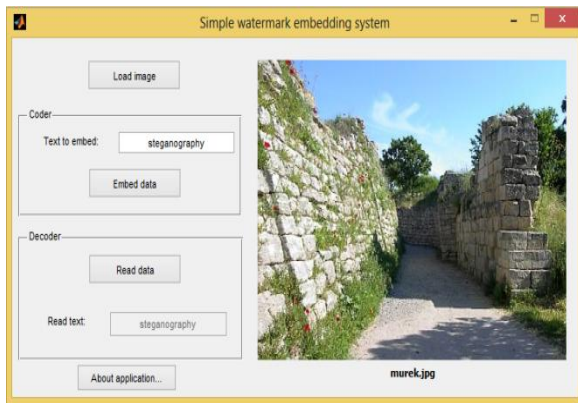 Simple watermark embedding system
Load image
Coder
Text to embed: steganography
Embed data
Decoder
Read data
Read text: steganography
About application...
murek.jpg